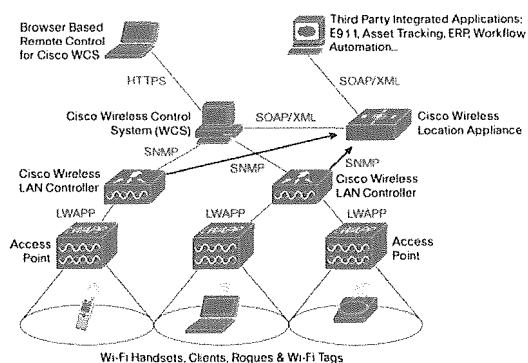 Browser Based
Remote Control
for Cisco WCS
Third Party Integrated Applications:
E911, Asset Tracking, ERP, Workflow
Automation...
HTTPS
SOAP/XML
Cisco Wireless Control
System (WCS)
SOAP/XML
Cisco Wireless
Location Appliance
SNMP
SNMP
SNMP
Cisco Wireless
LAN Controller
Cisco Wireless
LAN Controller
LWAPP
LWAPP
LWAPP
Access
Point
Access
Point
Wi-Fi Handsets, Clients, Rogues & Wi-Fi Tags